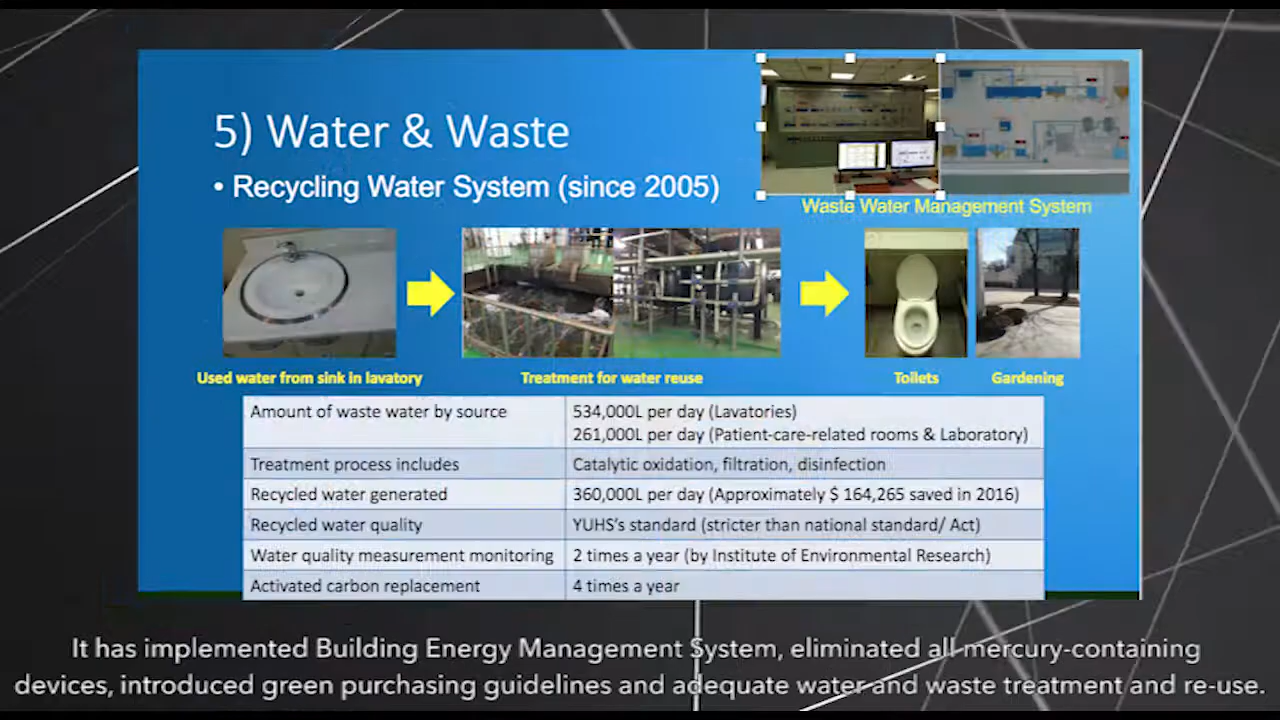 5) Water & Waste
• Recycling Water System (since 2005)
Waste Water Management System
Used water from sink in lavatory
Treatment for water reuse
Toilets
Gardening
Amount of waste water by source
534,000L per day (Lavatories)
261,000L per day (Patient-care-related rooms & Laboratory)
Treatment process includes
Catalytic oxidation, filtration, disinfection
Recycled water generated
360,000L per day (Approximately $ 164,265 saved in 2016)
Recycled water quality
YUHS's standard (stricter than national standard/ Act)
Water quality measurement monitoring
2 times a year (by Institute of Environmental Research)
Activated carbon replacement
4 times a year
It has implemented Building Energy Management System, eliminated all mercury-containing
devices, introduced green purchasing guidelines and adequate water and waste treatment and re-use.